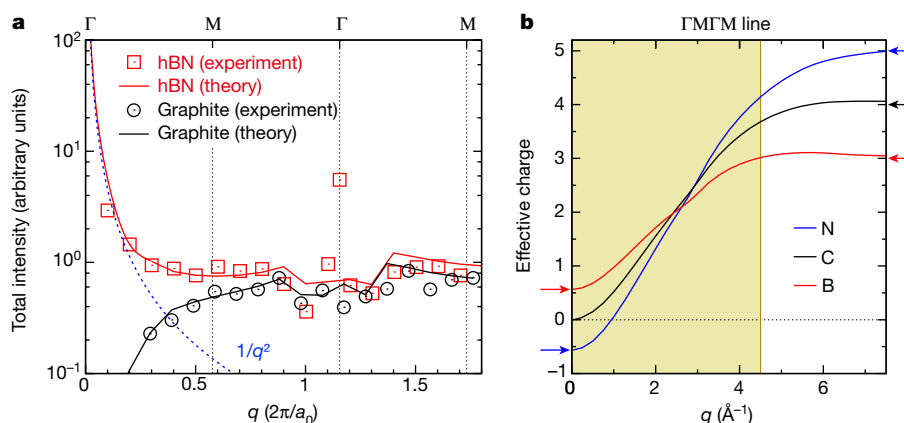 a
Γ M Γ M
10²
10¹
10⁰
10⁻¹
Total intensity (arbitrary units)
hBN (experiment)
hBN (theory)
Graphite (experiment)
Graphite (theory)
1/q²
0 0.5 1 1.5
q (2π/a₀)
b
ΓMΓM line
5
4
3
2
1
0
−1
Effective charge
N
C
B
0 2 4 6
q (Å⁻¹)